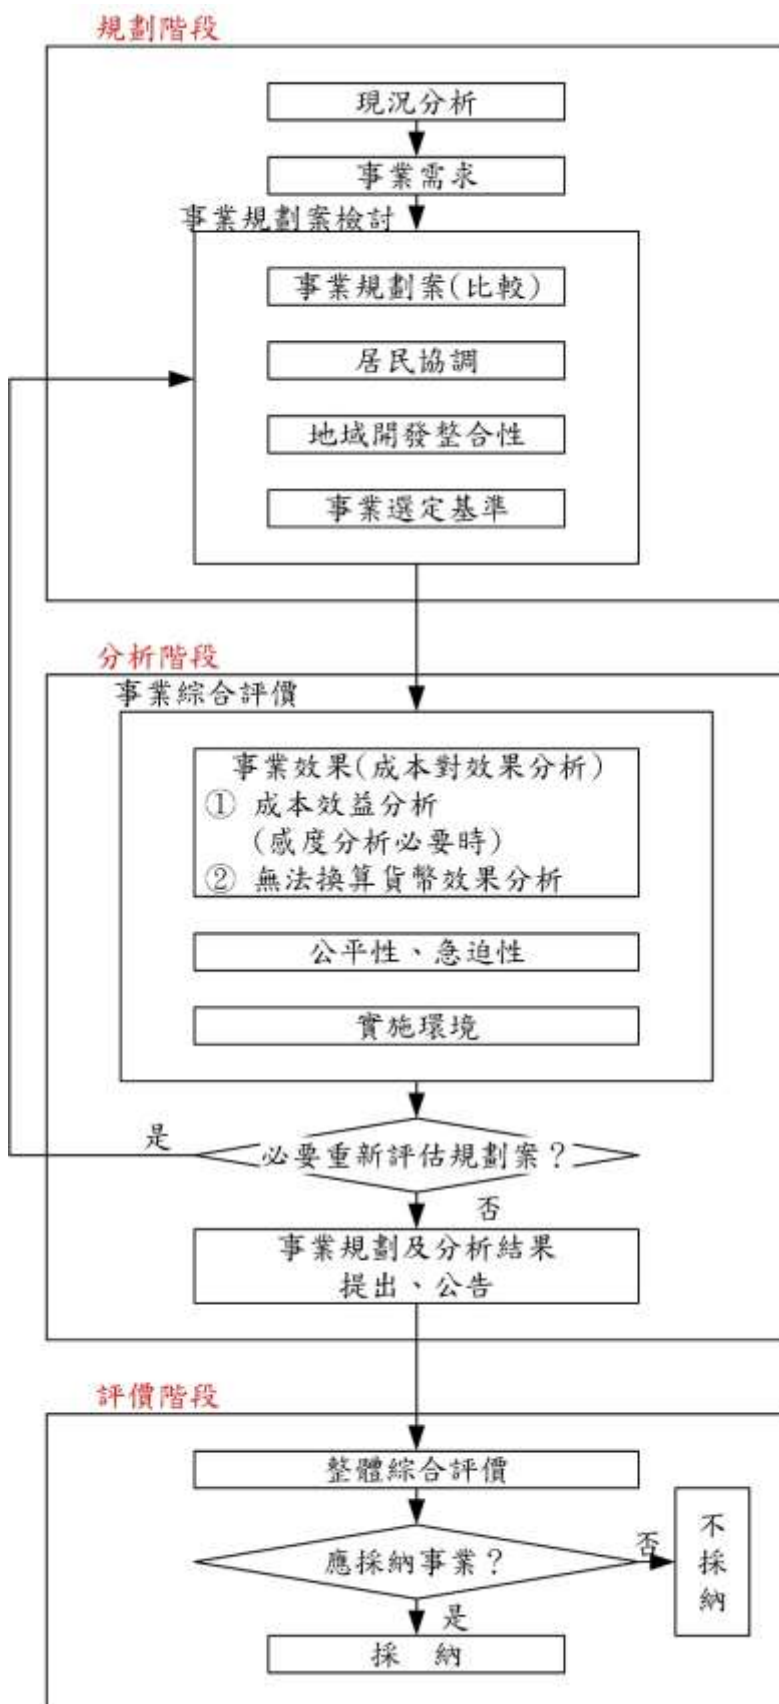 規劃階段
現況分析
事業需求
事業規劃案檢討
事業規劃案(比較)
居民協調
地域開發整合性
事業選定基準
分析階段
事業綜合評價
事業效果(成本對效果分析)
① 成本效益分析
(感度分析必要時)
② 無法換算貨幣效果分析
公平性、急迫性
實施環境
是
必要重新評估規劃案？
否
事業規劃及分析結果
提出、公告
評價階段
整體綜合評價
應採納事業？
否
不採納
是
採　納